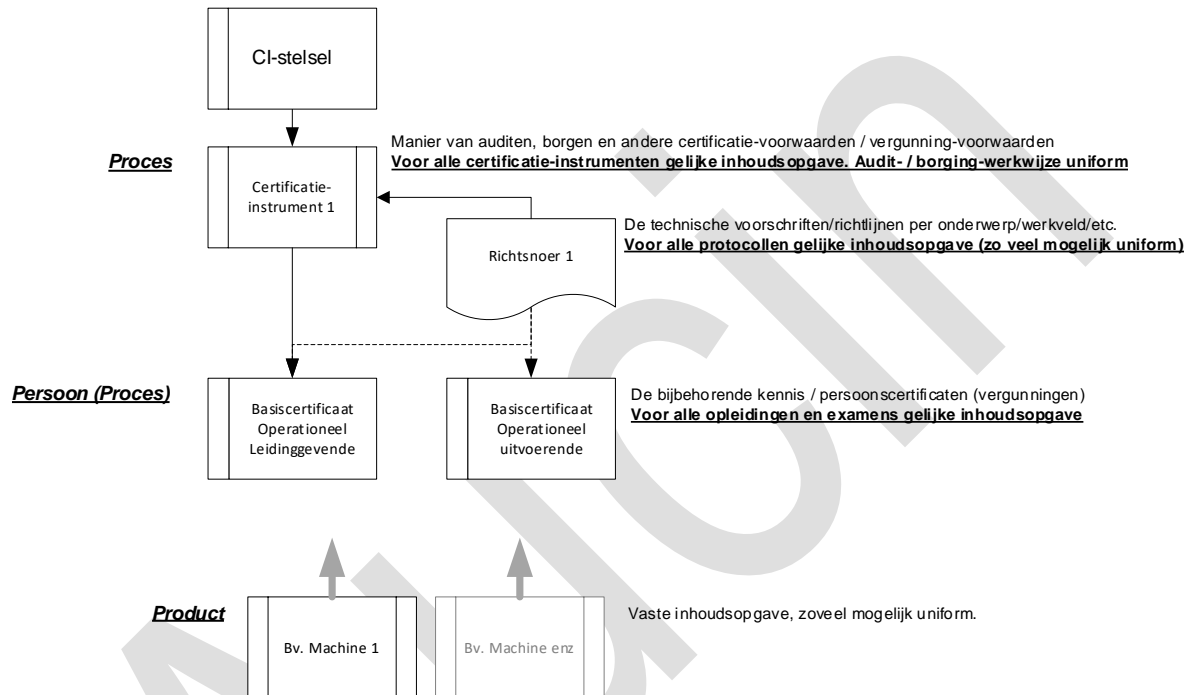 CI-stelsel
Manier van auditen, borgen en andere certificatie-voorwaarden / vergunning-voorwaarden
Proces
Voor alle certificatie-instrumenten gelijke inhoudsopgave. Audit- / borging-werkwijze uniform
Certificatie-
instrument 1
De technische voorschriften/richtlijnen per onderwerp/werkveld/etc.
Voor alle protocollen gelijke inhoudsopgave (zo veel mogelijk uniform)
Richtsnoer 1
Persoon (Proces)
De bijbehorende kennis / persoonscertificaten (vergunningen)
Voor alle opleidingen en examens gelijke inhoudsopgave
Basiscertificaat
Operationeel
Leidinggevende
Basiscertificaat
Operationeel
uitvoerende
Product
Vaste inhoudsopgave, zoveel mogelijk uniform.
Bv. Machine 1
Bv. Machine enz